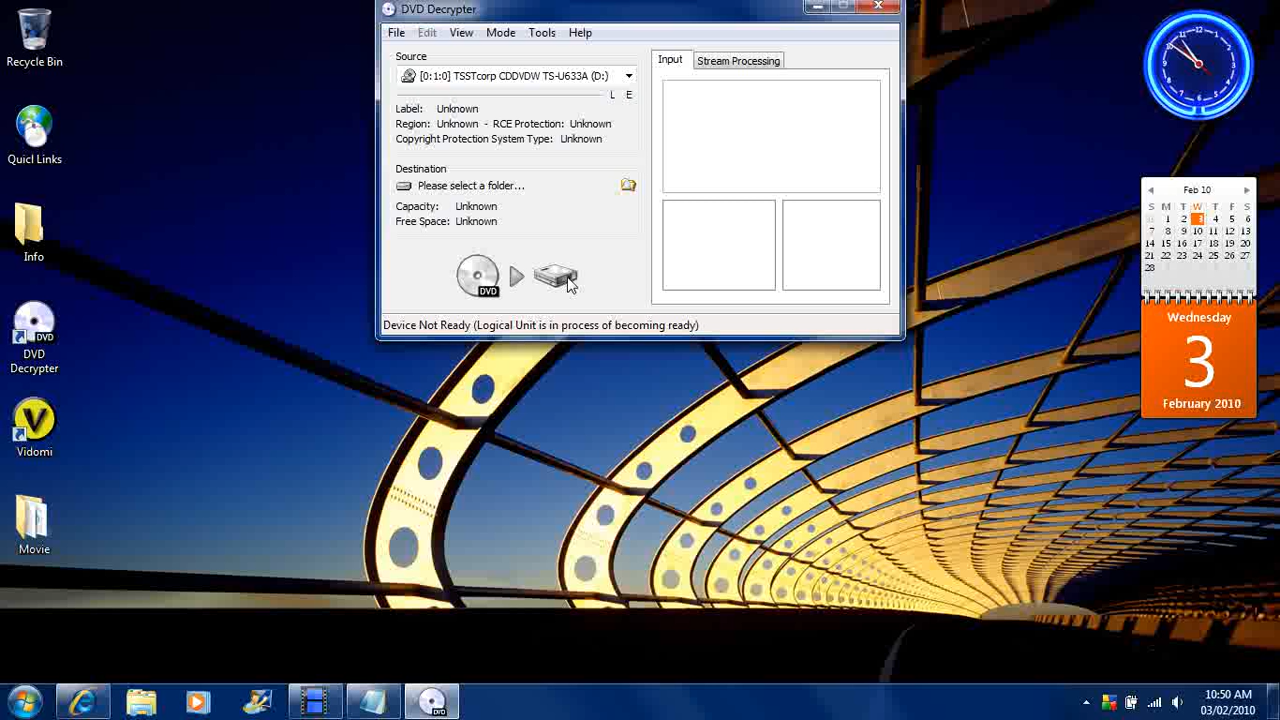 Recycle Bin
Quicl Links
Info
DVD
Decrypter
Vidomi
Movie
DVD Decrypter
File Edit View Mode Tools Help
Source
[0:1:0] TSSTcorp CDDVDW TS-U633A (D:)
L E
Label: Unknown
Region: Unknown - RCE Protection: Unknown
Copyright Protection System Type: Unknown
Destination
Please select a folder...
Capacity: Unknown
Free Space: Unknown
DVD
Input Stream Processing
Device Not Ready (Logical Unit is in process of becoming ready)
Feb 10
S M T W T F S
31 1 2 3 4 5 6
7 8 9 10 11 12 13
14 15 16 17 18 19 20
21 22 23 24 25 26 27
28
Wednesday
3
February 2010
10:50 AM
03/02/2010